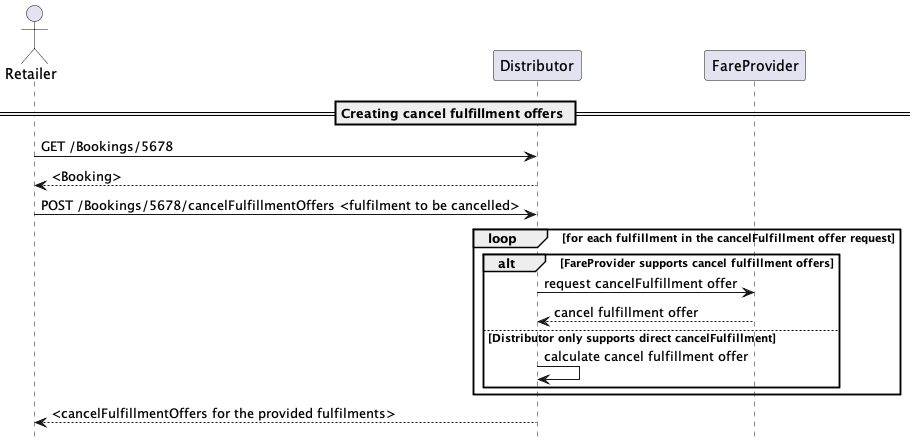 Retailer
Distributor
FareProvider
Creating cancel fulfillment offers
GET /Bookings/5678
<Booking>
POST /Bookings/5678/cancelFulfillmentOffers <fulfilment to be cancelled>
loop [for each fulfillment in the cancelFulfillment offer request]
alt [FareProvider supports cancel fulfillment offers]
request cancelFulfillment offer
cancel fulfillment offer
[Distributor only supports direct cancelFulfillment]
calculate cancel fulfillment offer
<cancelFulfillmentOffers for the provided fulfilments>